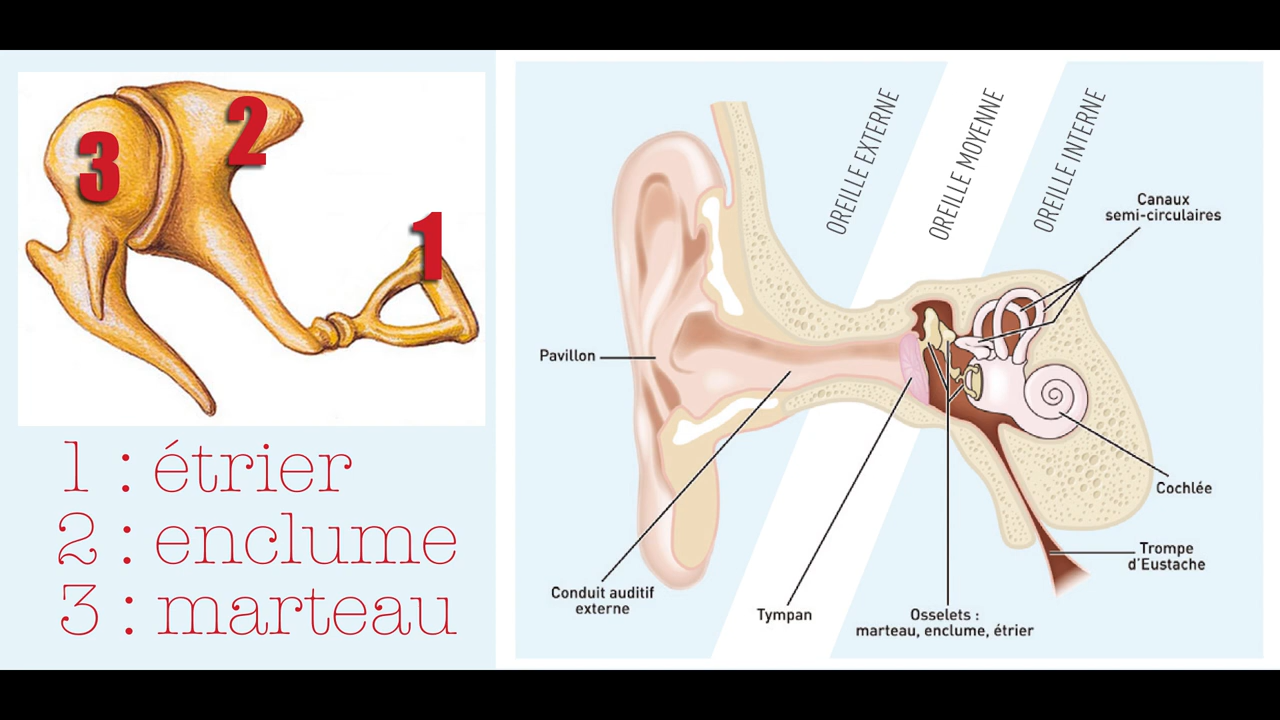 3
2
1
1 : étrier
2 : enclume
3 : marteau
OREILLE EXTERNE
OREILLE MOYENNE
OREILLE INTERNE
Canaux
semi-circulaires
Pavillon
Cochlée
Trompe
d'Eustache
Conduit auditif
externe
Tympan
Osselets :
marteau, enclume, étrier